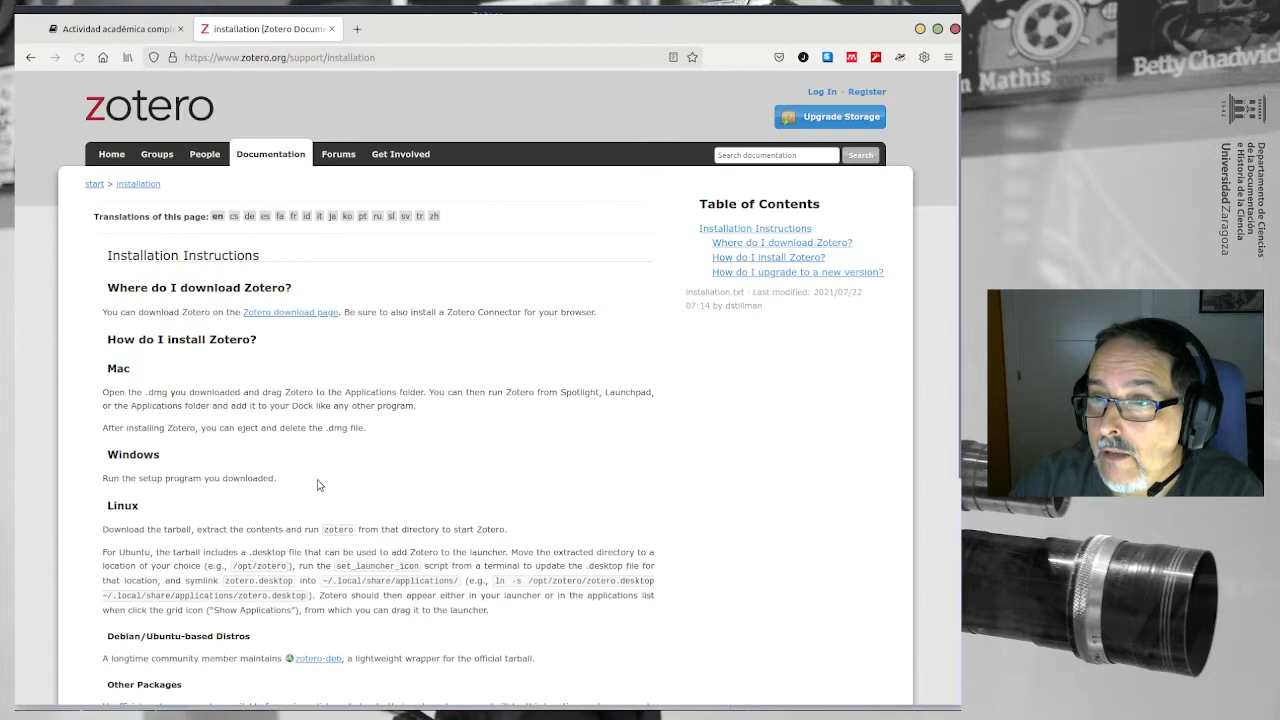 Actividad académica compl
installation [Zotero Docume
https://www.zotero.org/support/installation
zotero
Log In · Register
Upgrade Storage
Home Groups People Documentation Forums Get Involved
Search documentation Search
start > installation
Translations of this page: en cs de es fa fr id it ja ko pt ru sl sv tr zh
Installation Instructions
Where do I download Zotero?
You can download Zotero on the Zotero download page. Be sure to also install a Zotero Connector for your browser.
How do I install Zotero?
Mac
Open the .dmg you downloaded and drag Zotero to the Applications folder. You can then run Zotero from Spotlight, Launchpad,
or the Applications folder and add it to your Dock like any other program.
After installing Zotero, you can eject and delete the .dmg file.
Windows
Run the setup program you downloaded.
Linux
Download the tarball, extract the contents and run zotero from that directory to start Zotero.
For Ubuntu, the tarball includes a .desktop file that can be used to add Zotero to the launcher. Move the extracted directory to a
location of your choice (e.g., /opt/zotero), run the set_launcher_icon script from a terminal to update the .desktop file for
that location, and symlink zotero.desktop into ~/.local/share/applications/ (e.g., ln -s /opt/zotero/zotero.desktop
~/.local/share/applications/zotero.desktop). Zotero should then appear either in your launcher or in the applications list
when click the grid icon ("Show Applications"), from which you can drag it to the launcher.
Debian/Ubuntu-based Distros
A longtime community member maintains zotero-deb, a lightweight wrapper for the official tarball.
Other Packages
Table of Contents
Installation Instructions
Where do I download Zotero?
How do I install Zotero?
How do I upgrade to a new version?
installation.txt · Last modified: 2021/07/22
07:14 by dstillman
n Mathis
Betty Chadwic
1542
Departamento de Ciencias
de la Documentación
e Historia de la Ciencia
Universidad Zaragoza